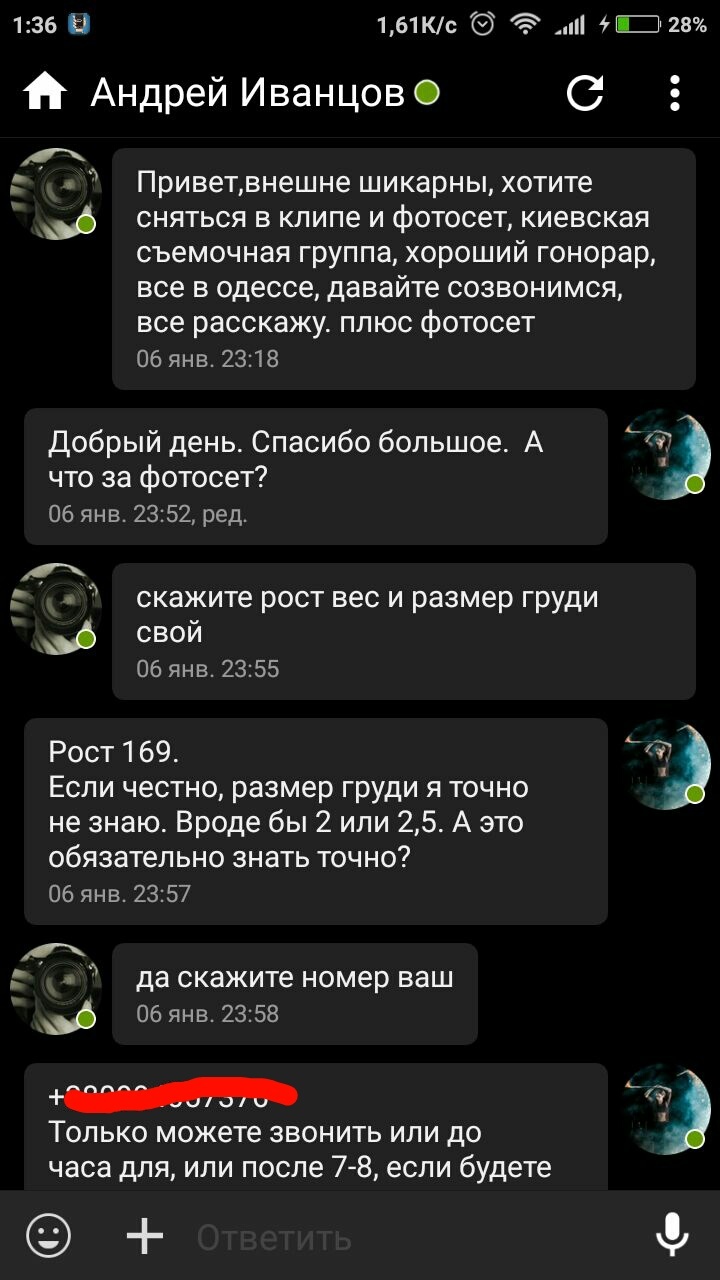 1:36
1,61К/с
28%
Андрей Иванцов
Привет,внешне шикарны, хотите
сняться в клипе и фотосет, киевская
съемочная группа, хороший гонорар,
все в одессе, давайте созвонимся,
все расскажу. плюс фотосет
06 янв. 23:18
Добрый день. Спасибо большое. А
что за фотосет?
06 янв. 23:52, ред.
скажите рост вес и размер груди
свой
06 янв. 23:55
Рост 169.
Если честно, размер груди я точно
не знаю. Вроде бы 2 или 2,5. А это
обязательно знать точно?
06 янв. 23:57
да скажите номер ваш
06 янв. 23:58
Только можете звонить или до
часа для, или после 7-8, если будете
Ответить